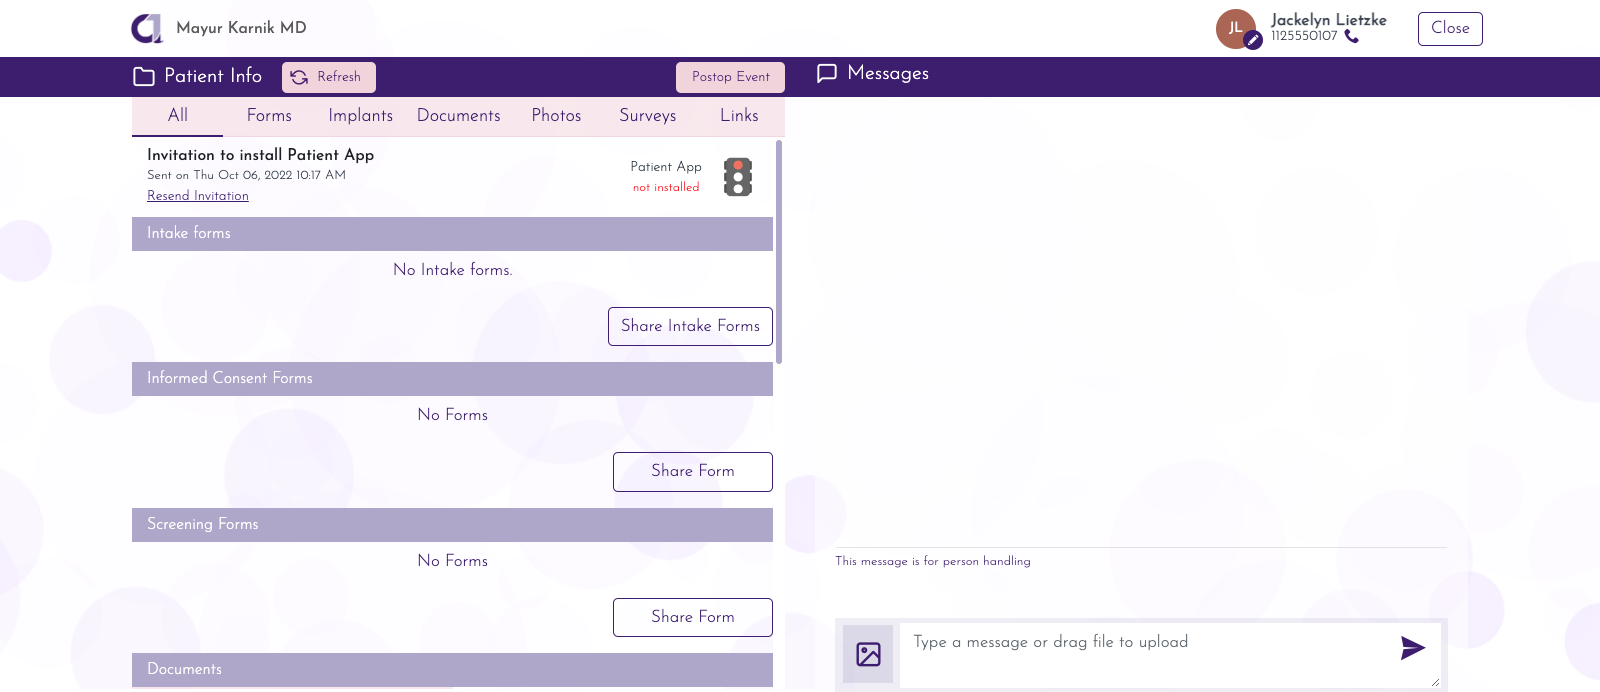 Mayur Karnik MD
JL
Jackelyn Lietzke
1125550107
Close
Patient Info
Refresh
Postop Event
Messages
All
Forms
Implants
Documents
Photos
Surveys
Links
Invitation to install Patient App
Sent on Thu Oct 06, 2022 10:17 AM
Resend Invitation
Patient App
not installed
Intake forms
No Intake forms.
Share Intake Forms
Informed Consent Forms
No Forms
Share Form
Screening Forms
No Forms
Share Form
Documents
This message is for person handling
Type a message or drag file to upload